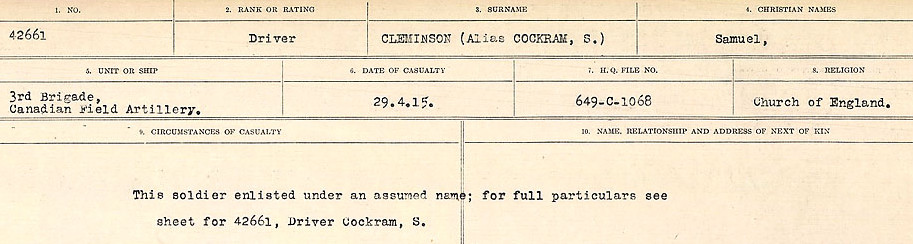 1. NO.
2. RANK OR RATING
3. SURNAME
4. CHRISTIAN NAMES
42661
Driver
CLEMINSON (Alias COCKRAM, S.)
Samuel,
5. UNIT OR SHIP
6. DATE OF CASUALTY
7. H. Q. FILE NO.
8. RELIGION
3rd Brigade,
Canadian Field Artillery.
29.4.15.
649-C-1068
Church of England.
9. CIRCUMSTANCES OF CASUALTY
10. NAME, RELATIONSHIP AND ADDRESS OF NEXT OF KIN
This soldier enlisted under an assumed name; for full particulars see
sheet for 42661, Driver Cockram, S.